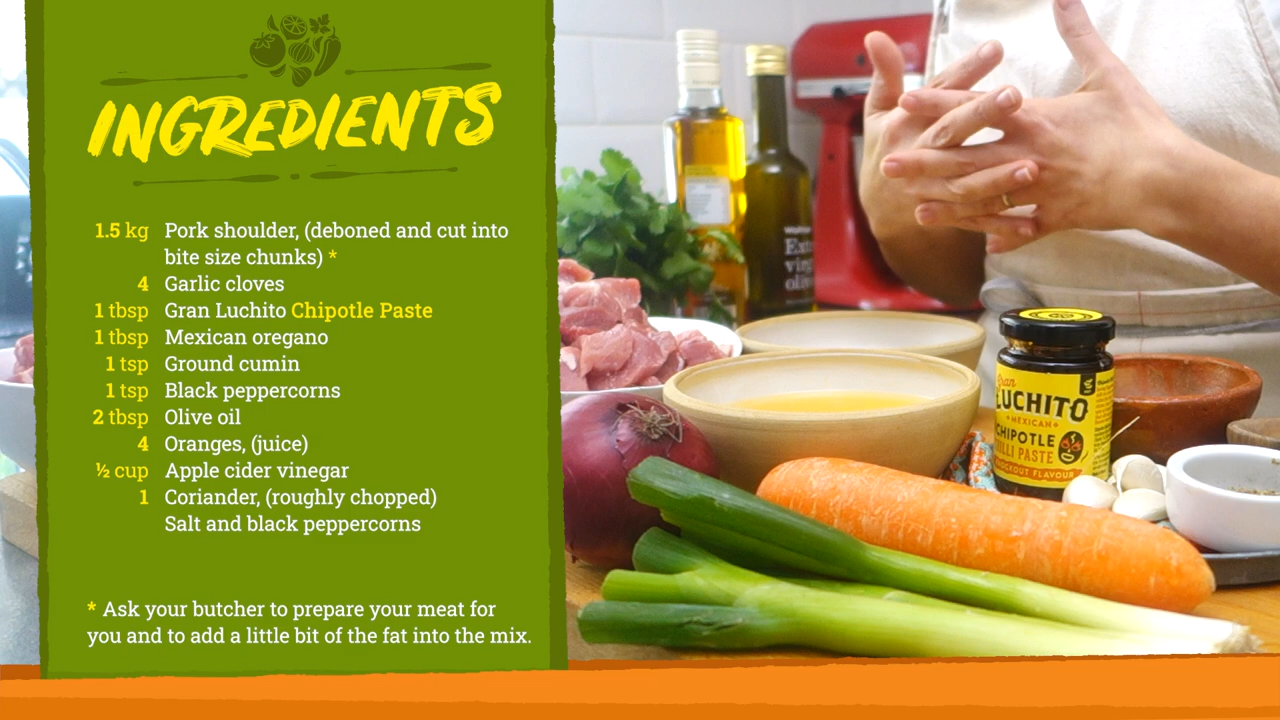 INGREDIENTS
1.5 kg Pork shoulder, (deboned and cut into
bite size chunks) *
4 Garlic cloves
1 tbsp Gran Luchito Chipotle Paste
1 tbsp Mexican oregano
1 tsp Ground cumin
1 tsp Black peppercorns
2 tbsp Olive oil
4 Oranges, (juice)
½ cup Apple cider vinegar
1 Coriander, (roughly chopped)
Salt and black peppercorns
* Ask your butcher to prepare your meat for
you and to add a little bit of the fat into the mix.
Gran
LUCHITO
MEXICAN
CHIPOTLE
CHILLI PASTE
KNOCKOUT FLAVOUR